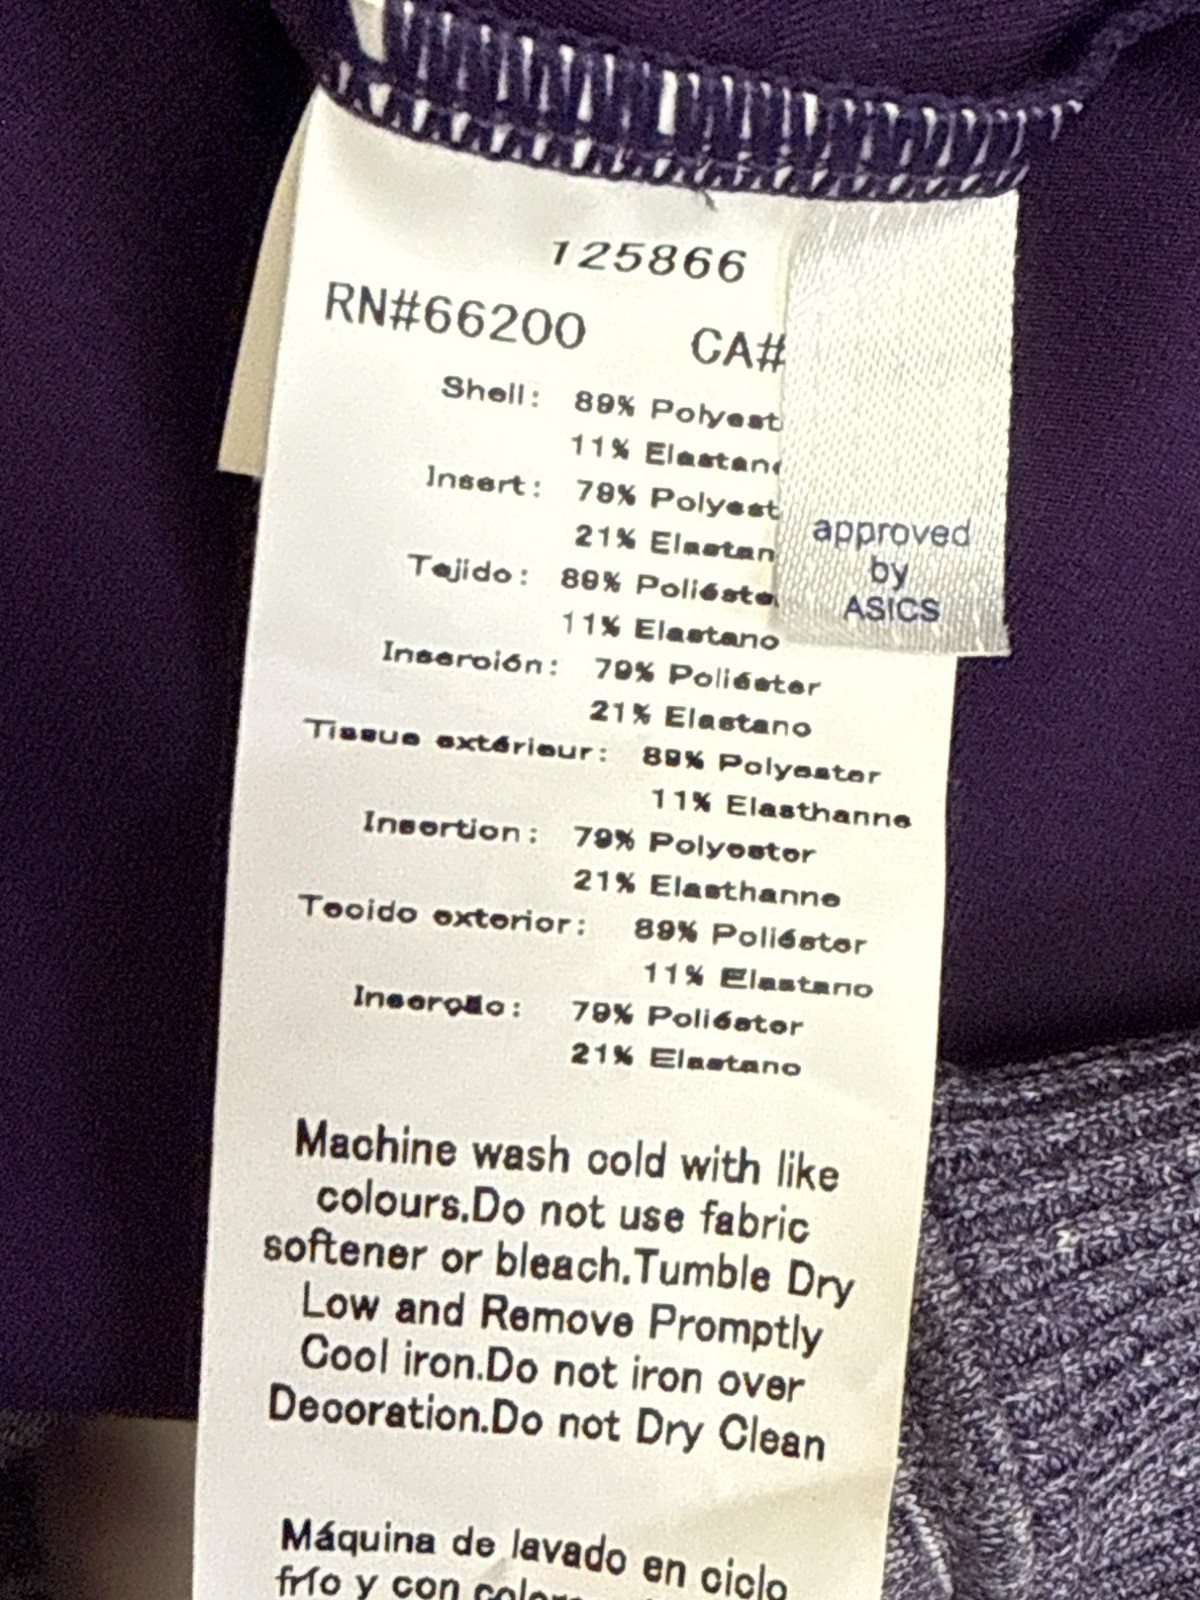 125866
RN#66200 CA#
Shell: 89% Polyest
11% Elastan
Insert: 79% Polyest
21% Elastan
Tejido: 89% Poliéste
11% Elastano
Inserción: 79% Poliéster
21% Elastano
Tissue extérieur: 89% Polyester
11% Elasthanne
Insertion: 79% Polyester
21% Elasthanne
Tecido exterior: 89% Poliéster
11% Elastano
Inserção: 79% Poliéster
21% Elastano
approved
by
ASICS
Machine wash cold with like
colours.Do not use fabric
softener or bleach.Tumble Dry
Low and Remove Promptly
Cool iron.Do not iron over
Decoration.Do not Dry Clean
Máquina de lavado en ciclo
frío y con color